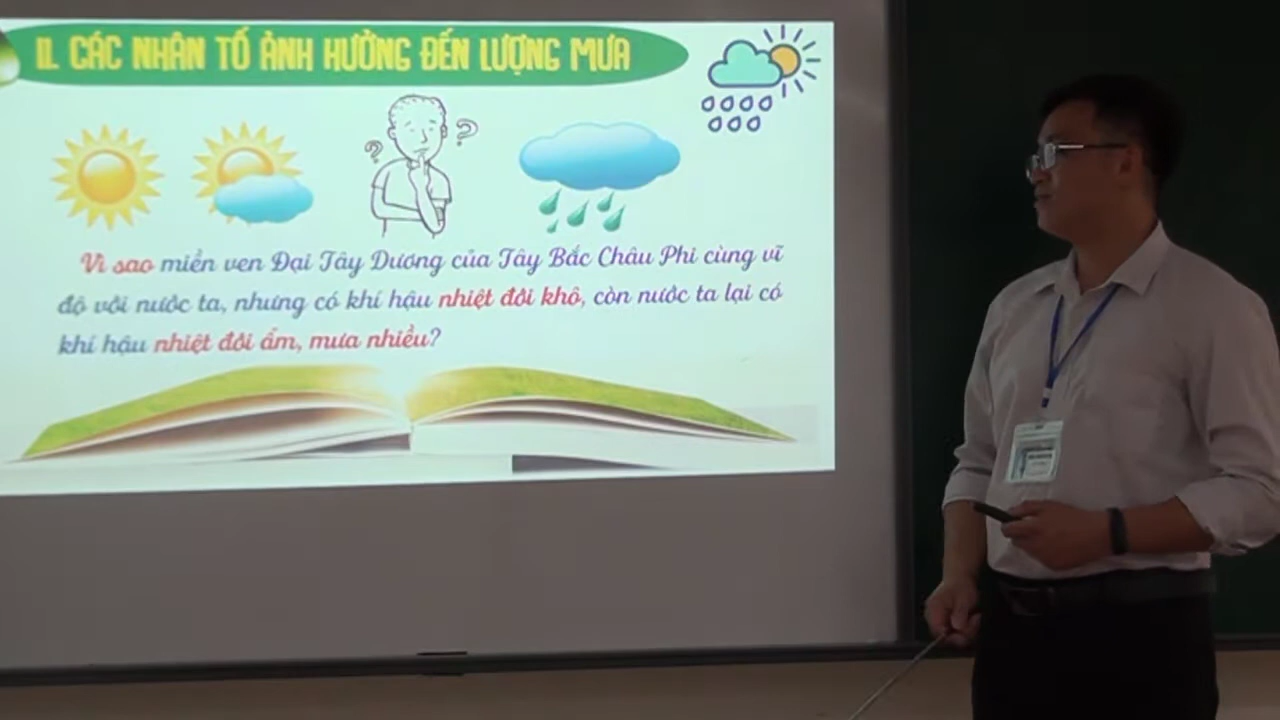 II. CÁC NHÂN TỐ ẢNH HƯỞNG ĐẾN LƯỢNG MƯA
Vì sao miền ven Đại Tây Dương của Tây Bắc Châu Phi cùng vĩ
độ với nước ta, nhưng có khí hậu nhiệt đới khô, còn nước ta lại có
khí hậu nhiệt đới ẩm, mưa nhiều?